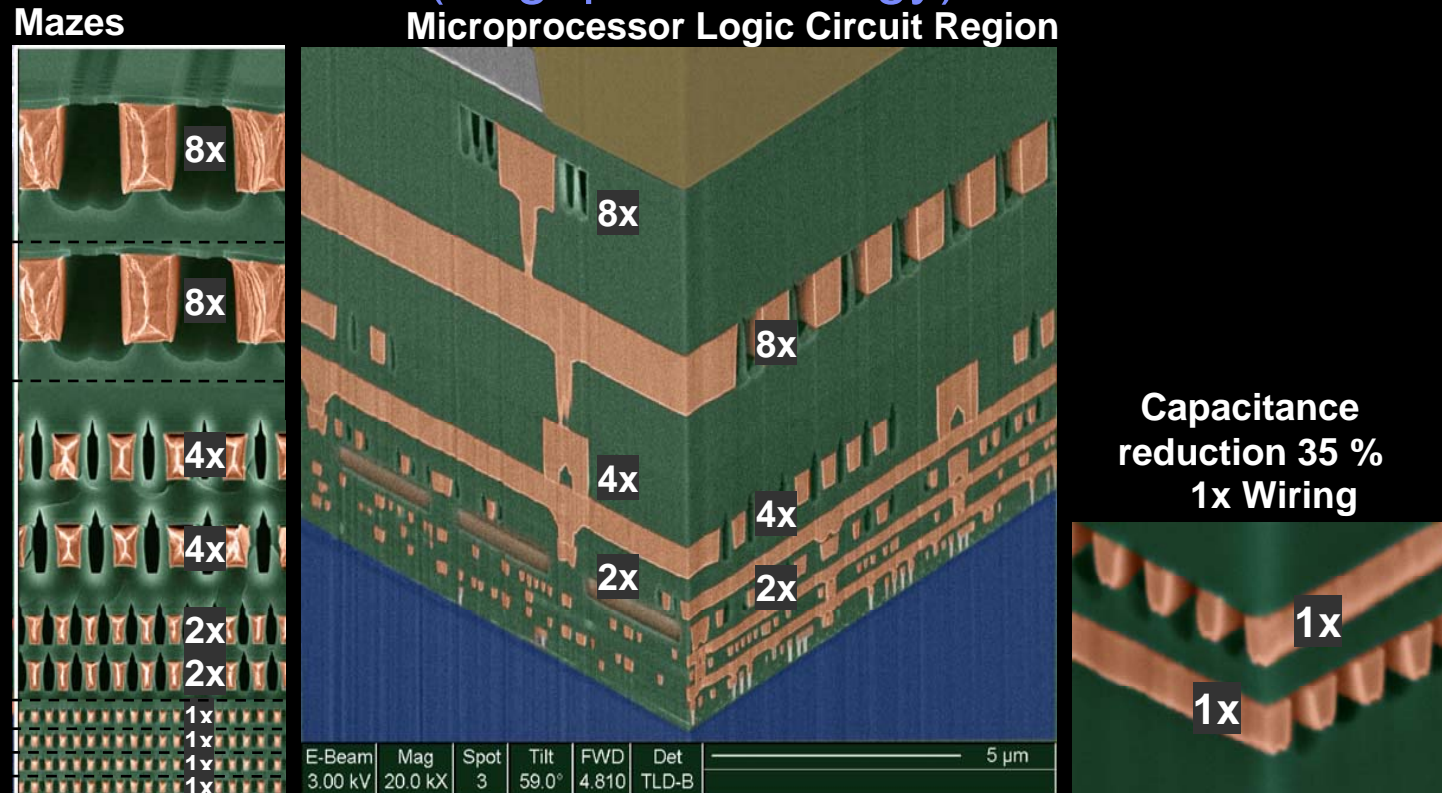 Mazes
Microprocessor Logic Circuit Region
8x
8x
4x
4x
2x
2x
1x
1x
1x
1x
8x
8x
4x
4x
2x
2x
E-Beam Mag Spot Tilt FWD Det 5 µm
3.00 kV 20.0 kX 3 59.0° 4.810 TLD-B
Capacitance
reduction 35 %
1x Wiring
1x
1x